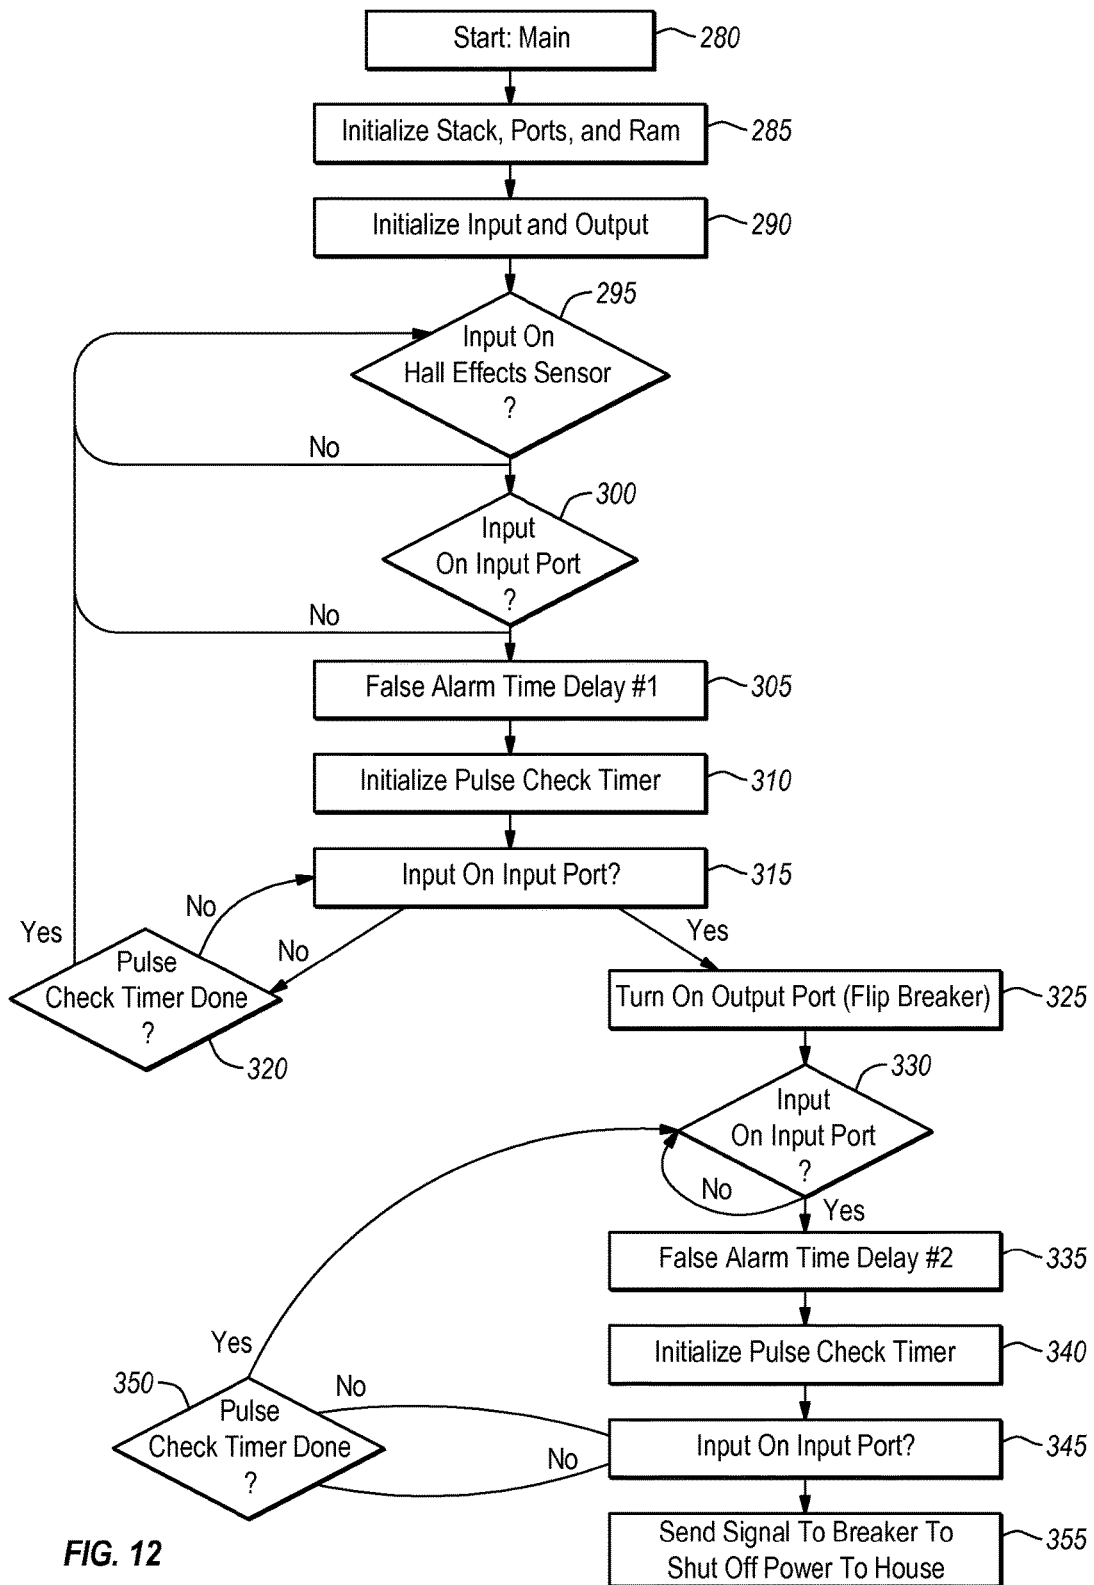 Start: Main
280
Initialize Stack, Ports, and Ram
285
Initialize Input and Output
290
295
Input On
Hall Effects Sensor
?
No
300
Input
On Input Port
?
No
False Alarm Time Delay #1
305
Initialize Pulse Check Timer
310
Input On Input Port?
315
No
Yes
No
Yes
Pulse
Check Timer Done
?
320
Turn On Output Port (Flip Breaker)
325
330
Input
On Input Port
?
No
Yes
False Alarm Time Delay #2
335
Initialize Pulse Check Timer
340
Yes
350
No
Pulse
Check Timer Done
?
No
Input On Input Port?
345
Send Signal To Breaker To
Shut Off Power To House
355
FIG. 12